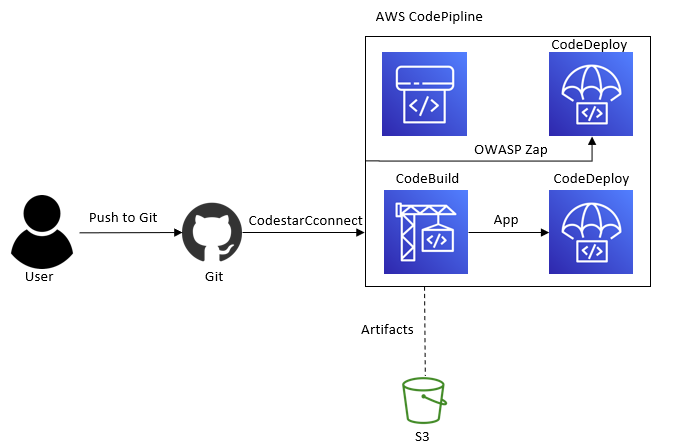 AWS CodePipline
CodeDeploy
OWASP Zap
CodeBuild
CodeDeploy
Push to Git
CodestarCconnect
App
User
Git
Artifacts
S3